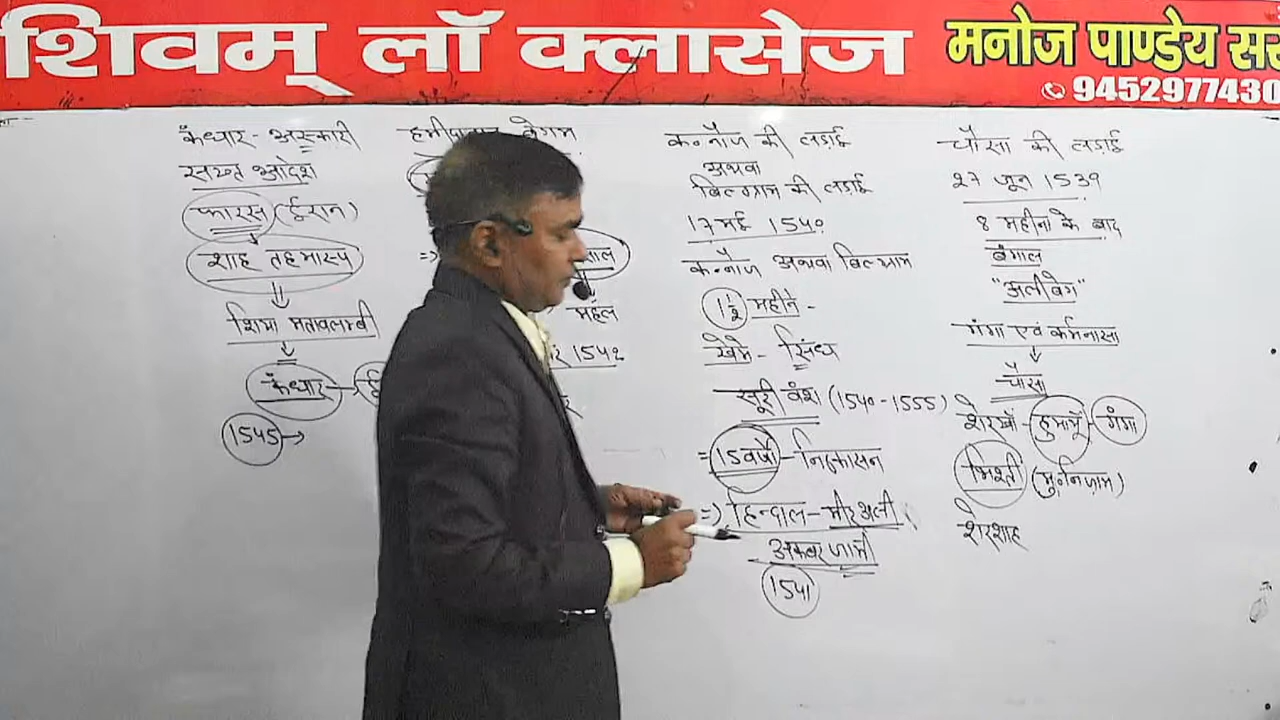 शिवम् लॉ क्लासेज
मनोज पाण्डेय सर
9452977430
चौसा की लड़ाई
27 जून 1539
8 महीना के बाद
बंगाल
"अलीबेग"
गंगा एवं कर्मनासा
↓
चौसा
शेरखाँ - हुमायूँ - गंगा
भिश्ती (मु. निज़ाम)
शेरशाह
कन्नौज की लड़ाई
अथवा
बिलग्राम की लड़ाई
17 मई 1540
कन्नौज अथवा बिलग्राम
1½ महीने -
खेमे - सिंध
सूरी वंश (1540 - 1555)
= 15 वर्षों - निष्कासन
=> हिन्दाल - मीर अली
अकबर जामी
1541
बेगम
=>
महल
कंधार - अस्करी
सख्त आदेश
फारस (ईरान)
↓
शाह तहमास्प
⇓
शिया मतावलम्बी
↓
कंधार
1545 →